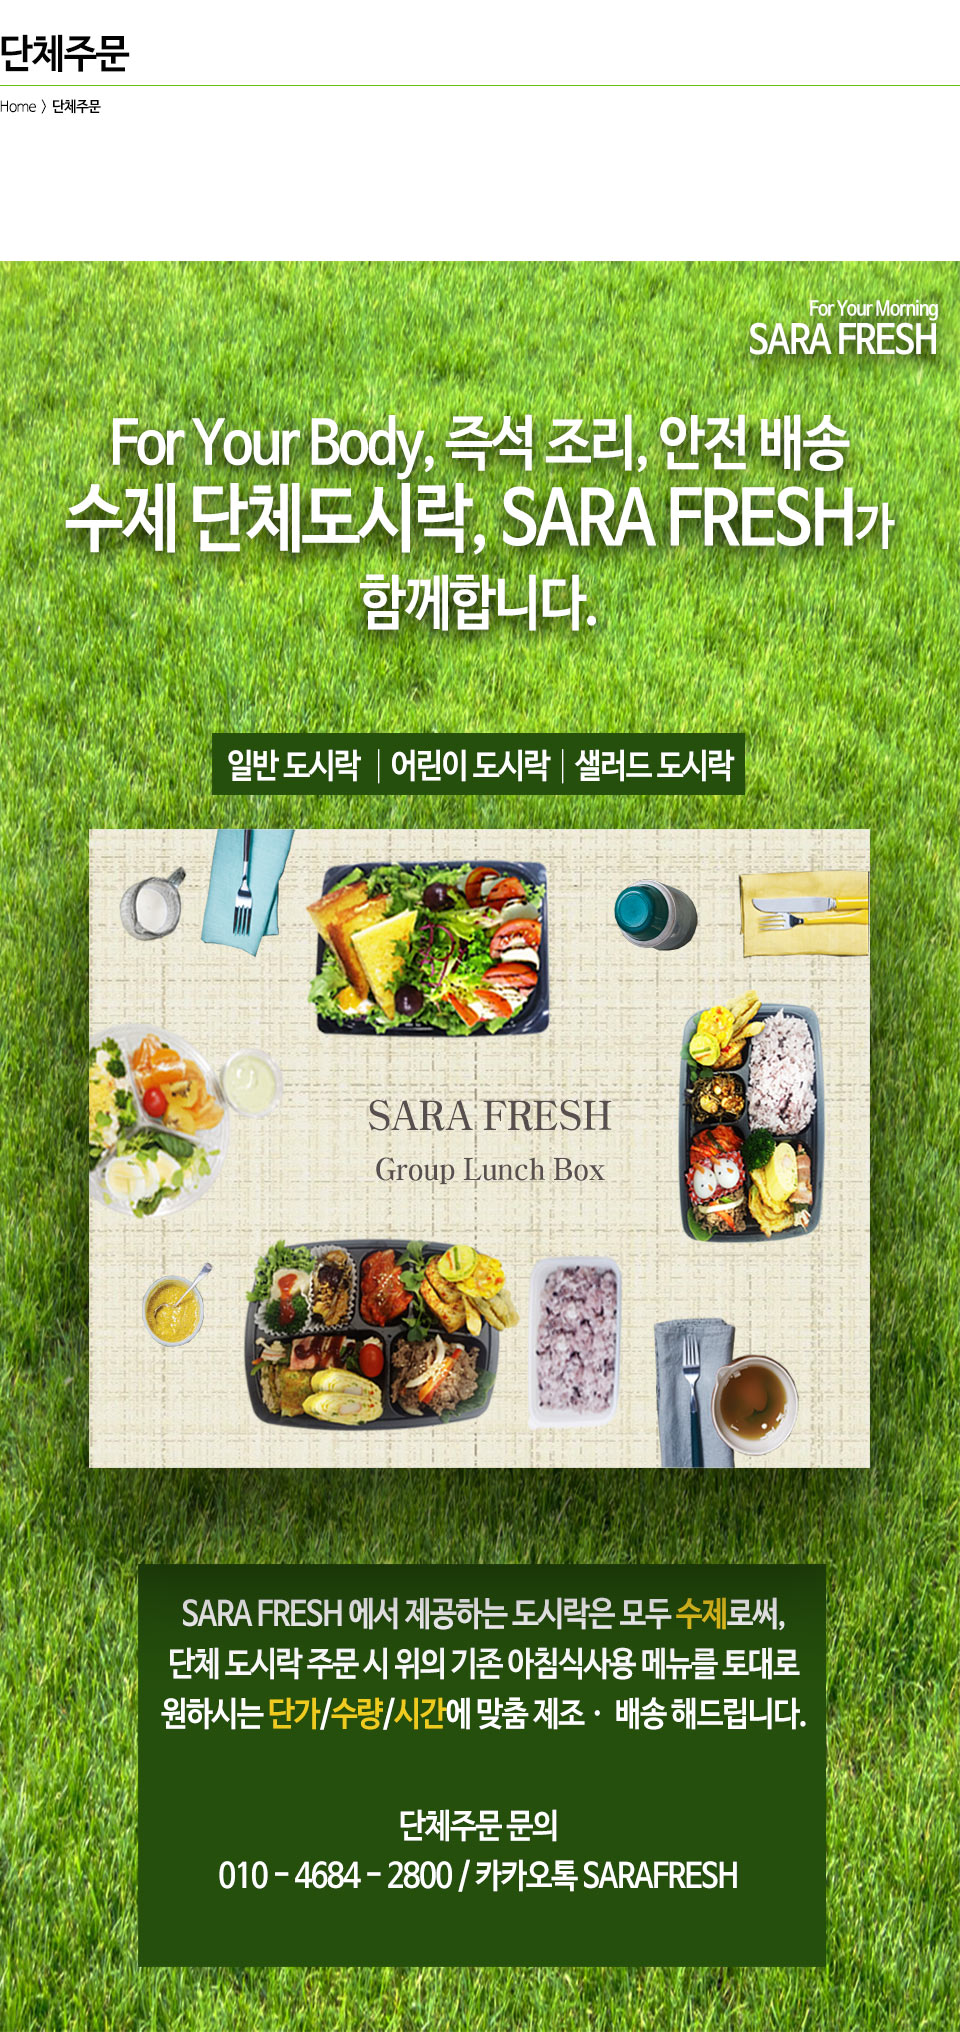 단체주문
Home > 단체주문
For Your Morning
SARA FRESH
For Your Body, 즉석 조리, 안전 배송
수제 단체도시락, SARA FRESH가
함께합니다.
일반 도시락 | 어린이 도시락 | 샐러드 도시락
SARA FRESH
Group Lunch Box
SARA FRESH 에서 제공하는 도시락은 모두 수제로써,
단체 도시락 주문 시 위의 기존 아침식사용 메뉴를 토대로
원하시는 단가/수량/시간에 맞춤 제조 · 배송 해드립니다.
단체주문 문의
010 - 4684 - 2800 / 카카오톡 SARAFRESH